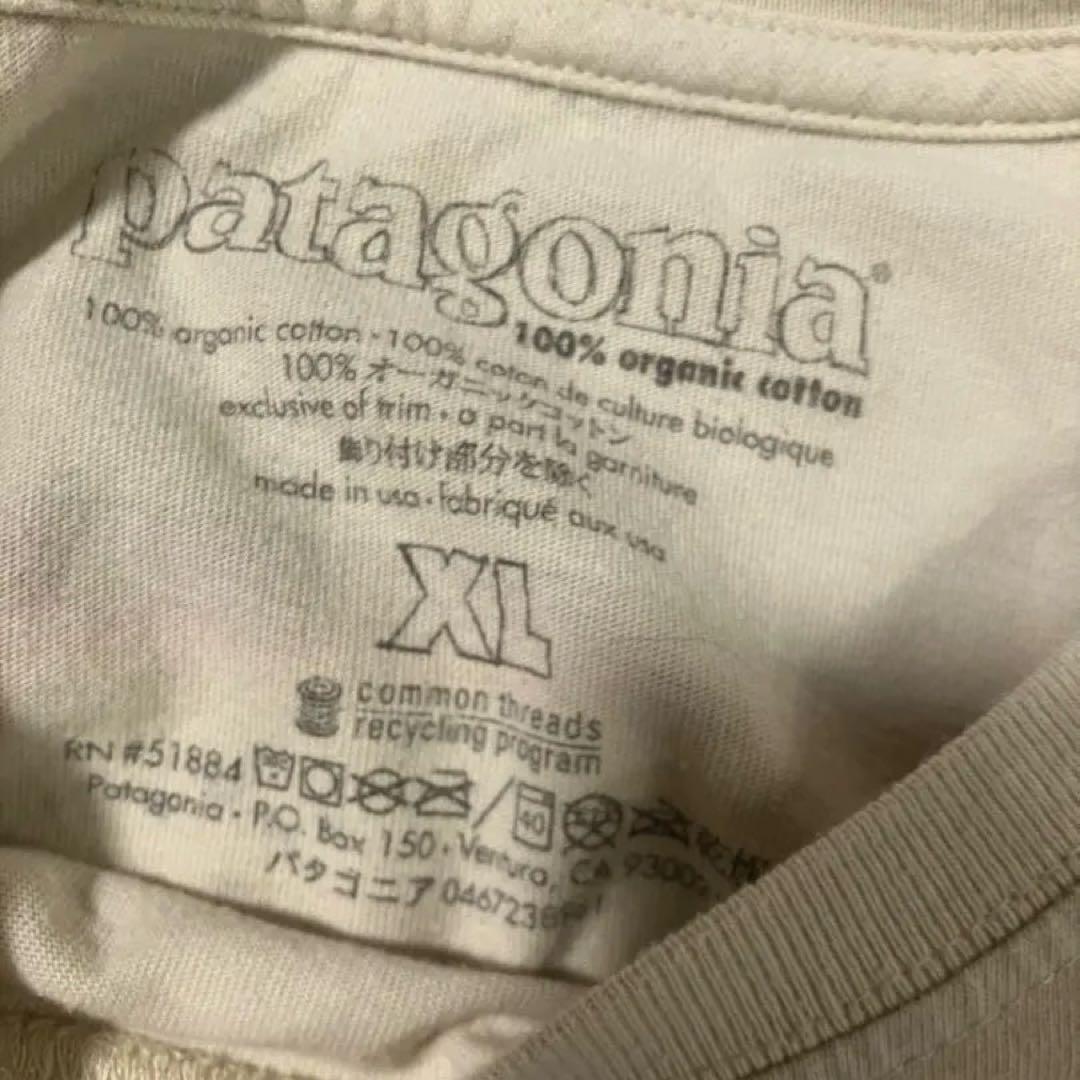 patagonia®
100% organic cotton
100% organic cotton · 100% coton de culture biologique
100% オーガニックコットン
exclusive of trim · a part la garniture
飾り付け部分を除く
made in usa · fabriqué aux usa
XL
common threads
recycling program
RN #51884 40
Patagonia · P.O. Box 150 · Ventura, CA
パタゴニア